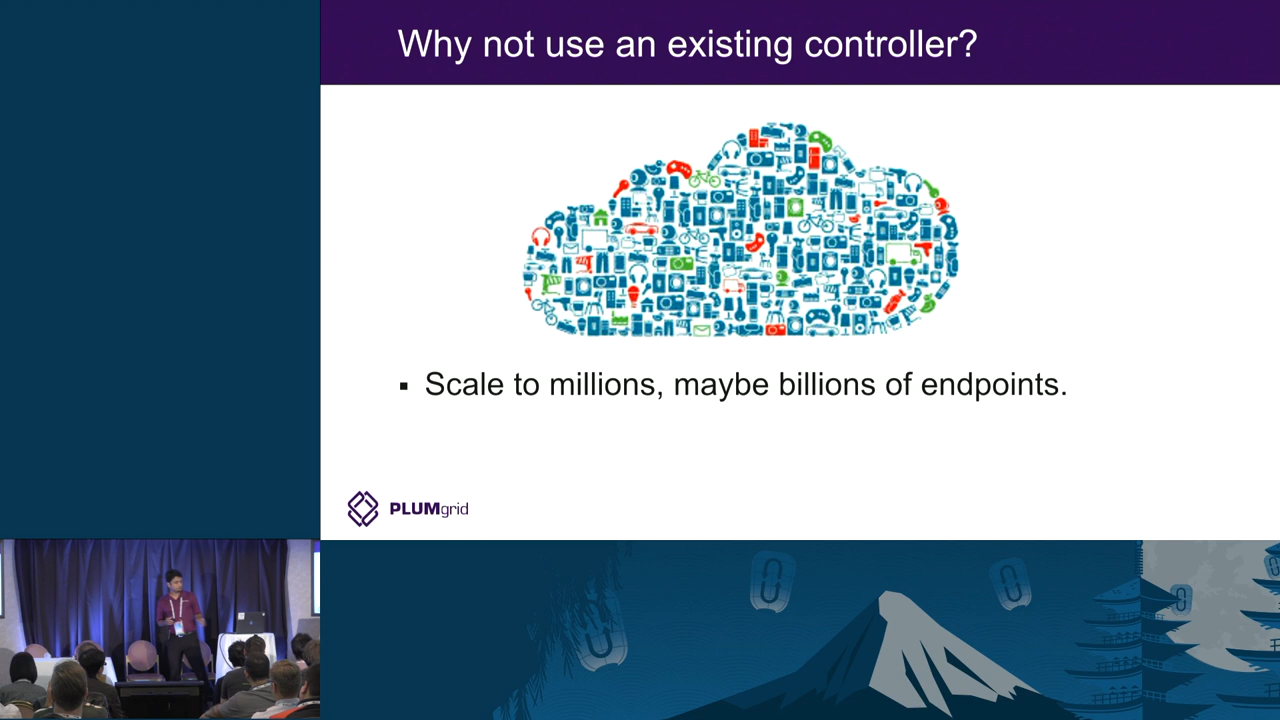 Why not use an existing controller?
▪ Scale to millions, maybe billions of endpoints.
PLUMgrid